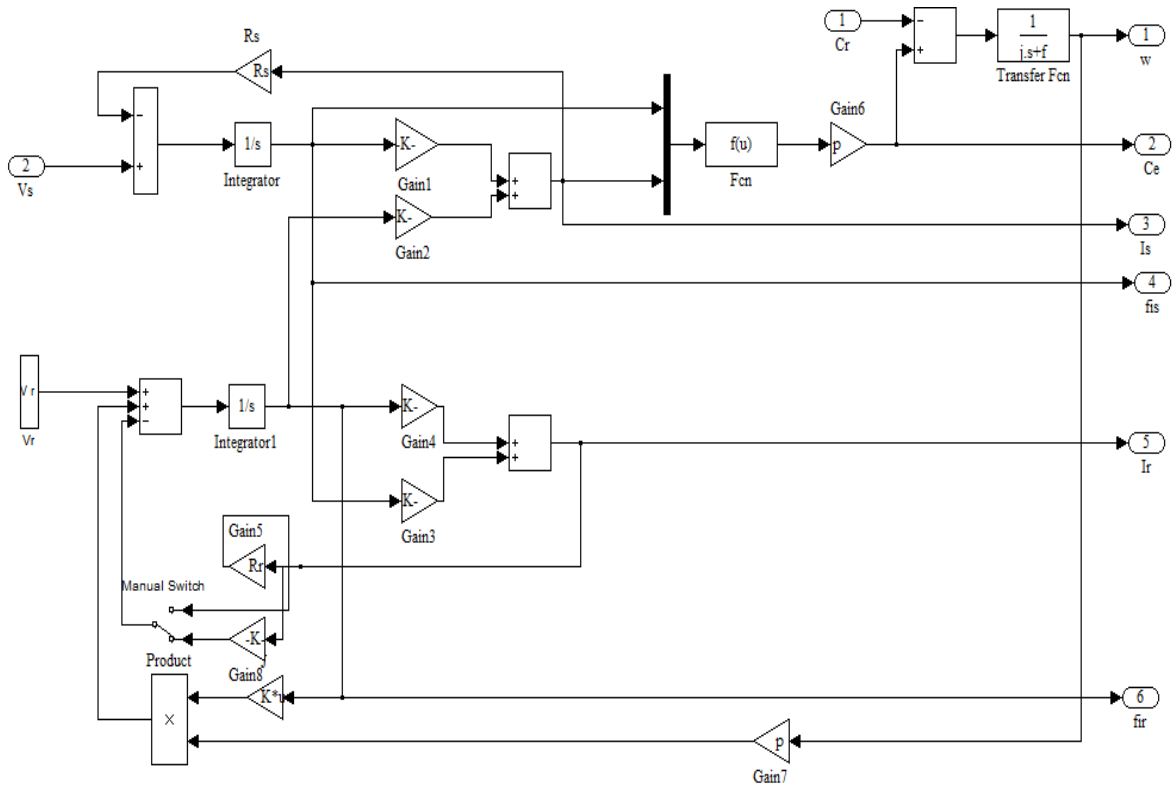 Rs
Rs
1
Cr
−
+
1
j.s+f
Transfer Fcn
1
w
−
+
2
Vs
1/s
Integrator
-K-
Gain1
K-
Gain2
+
+
f(u)
Fcn
Gain6
p
2
Ce
3
Is
4
fis
V r
Vr
+
+
−
1/s
Integrator1
K-
Gain4
K-
Gain3
+
+
5
Ir
Gain5
Rr
Manual Switch
-K-
Gain8
Product
X
K*u
p
Gain7
6
fir